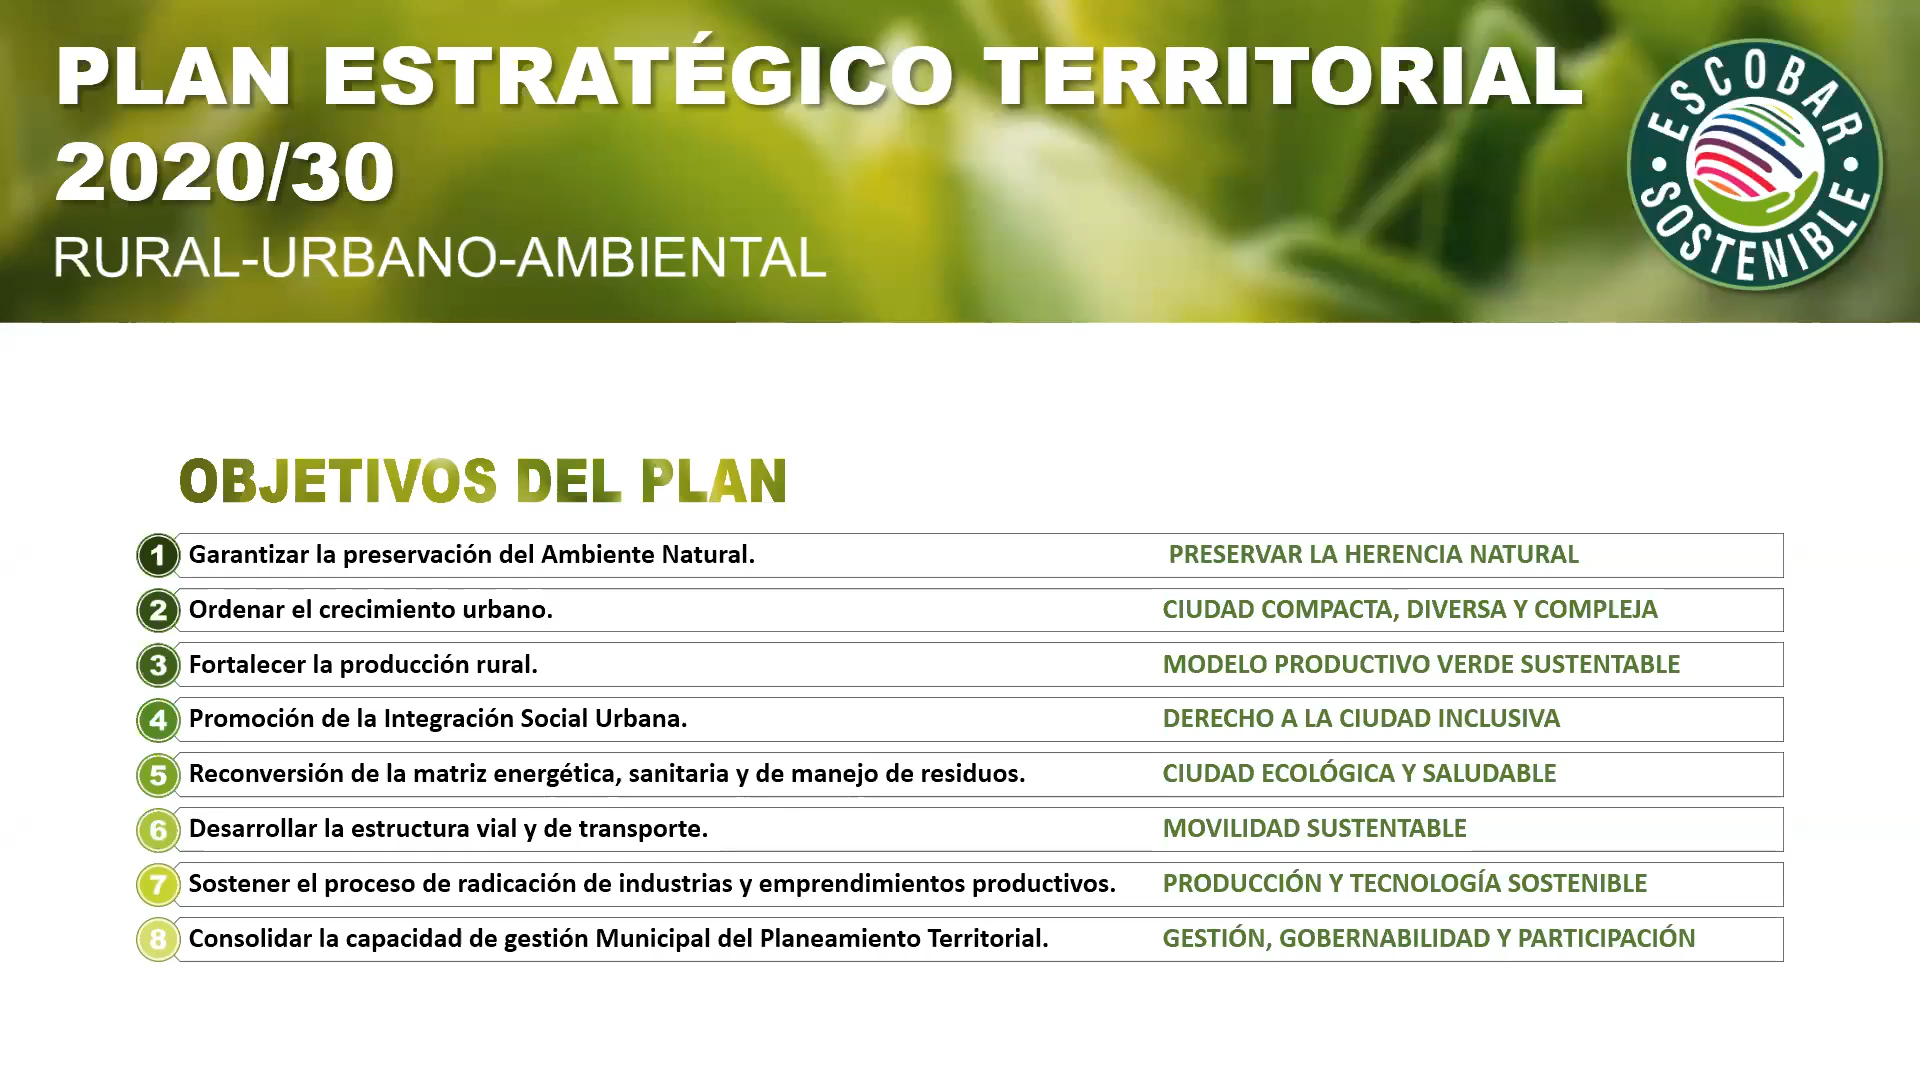 PLAN ESTRATÉGICO TERRITORIAL
2020/30
RURAL-URBANO-AMBIENTAL
ESCOBAR
SOSTENIBLE
OBJETIVOS DEL PLAN
1 Garantizar la preservación del Ambiente Natural. PRESERVAR LA HERENCIA NATURAL
2 Ordenar el crecimiento urbano. CIUDAD COMPACTA, DIVERSA Y COMPLEJA
3 Fortalecer la producción rural. MODELO PRODUCTIVO VERDE SUSTENTABLE
4 Promoción de la Integración Social Urbana. DERECHO A LA CIUDAD INCLUSIVA
5 Reconversión de la matriz energética, sanitaria y de manejo de residuos. CIUDAD ECOLÓGICA Y SALUDABLE
6 Desarrollar la estructura vial y de transporte. MOVILIDAD SUSTENTABLE
7 Sostener el proceso de radicación de industrias y emprendimientos productivos. PRODUCCIÓN Y TECNOLOGÍA SOSTENIBLE
8 Consolidar la capacidad de gestión Municipal del Planeamiento Territorial. GESTIÓN, GOBERNABILIDAD Y PARTICIPACIÓN